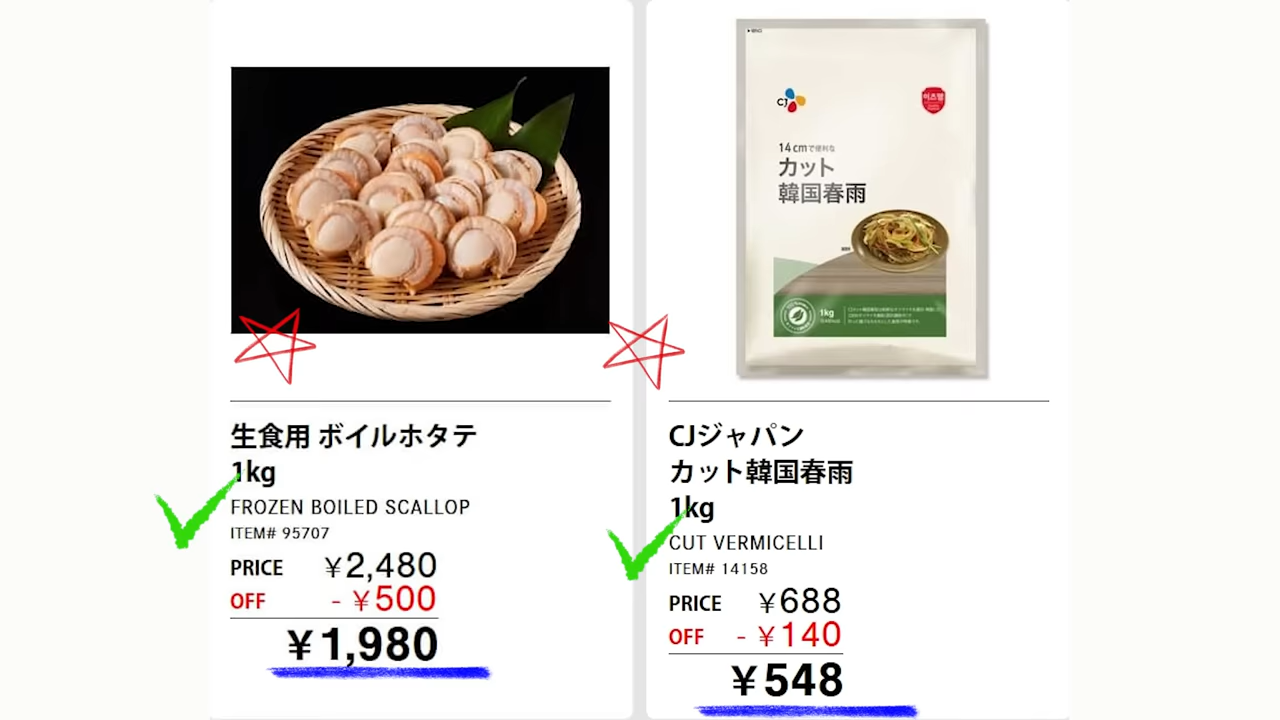 生食用 ボイルホタテ
1kg
FROZEN BOILED SCALLOP
ITEM# 95707
PRICE ¥2,480
OFF - ¥500
¥1,980
CJ
이츠웰
14cmで便利な
カット
韓国春雨
1kg
CJジャパン
カット韓国春雨
1kg
CUT VERMICELLI
ITEM# 14158
PRICE ¥688
OFF - ¥140
¥548